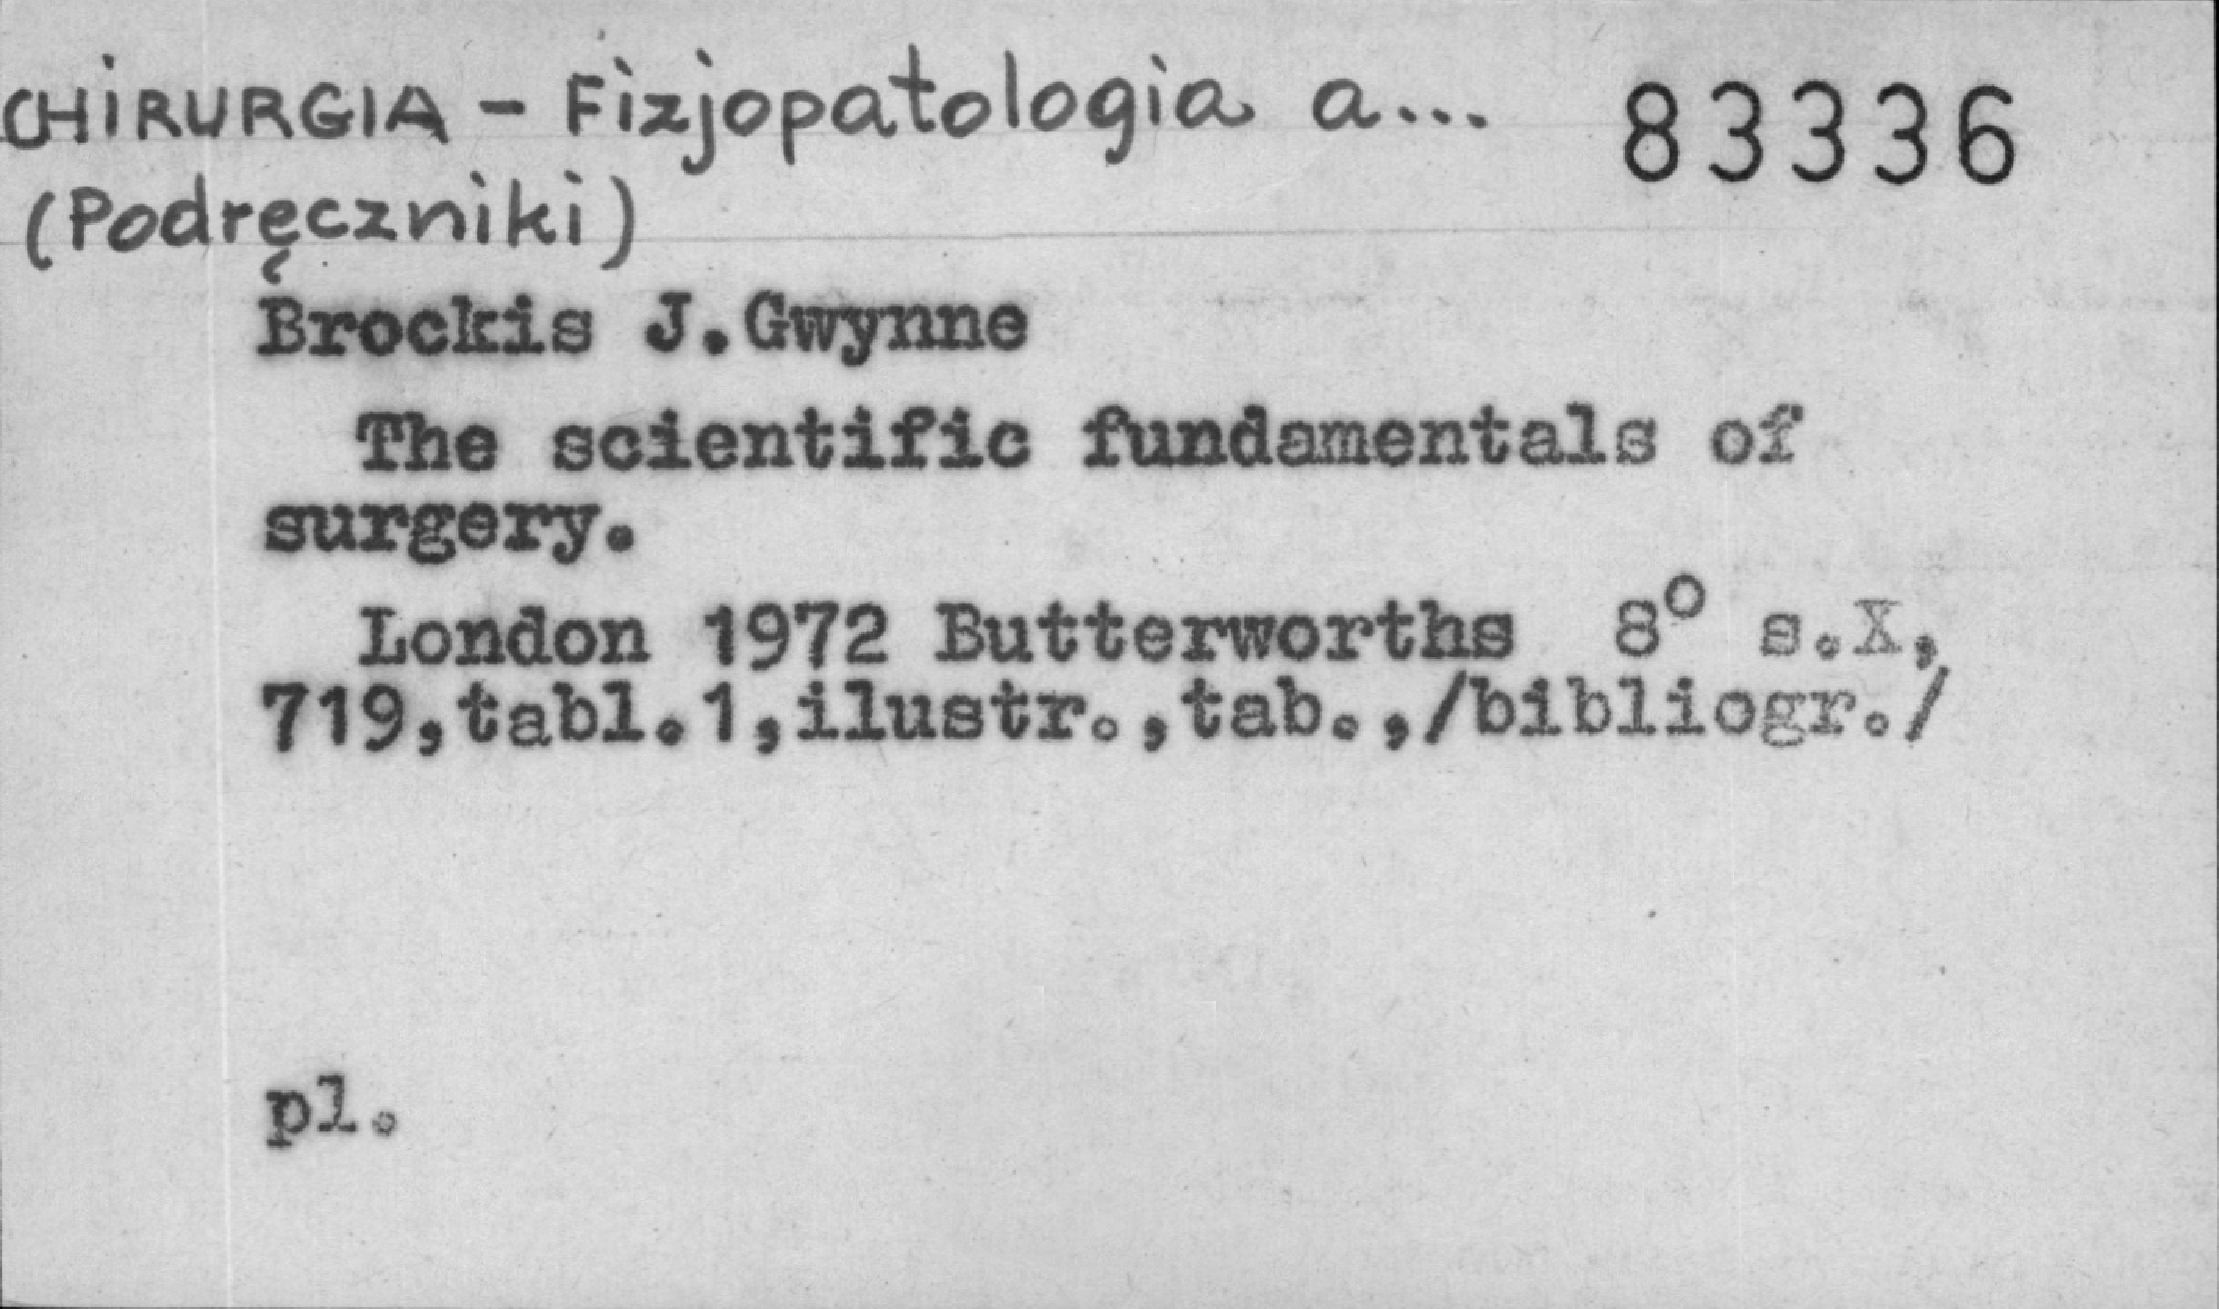 CHIRURGIA - Fizjopatologia a... 83336
(Podręczniki)
Brockis J.Gwynne
The scientific fundamentals of
surgery.
London 1972 Butterworths 8° s.X,
719,tabl.1,ilustr.,tab.,/bibliogr./
pl.